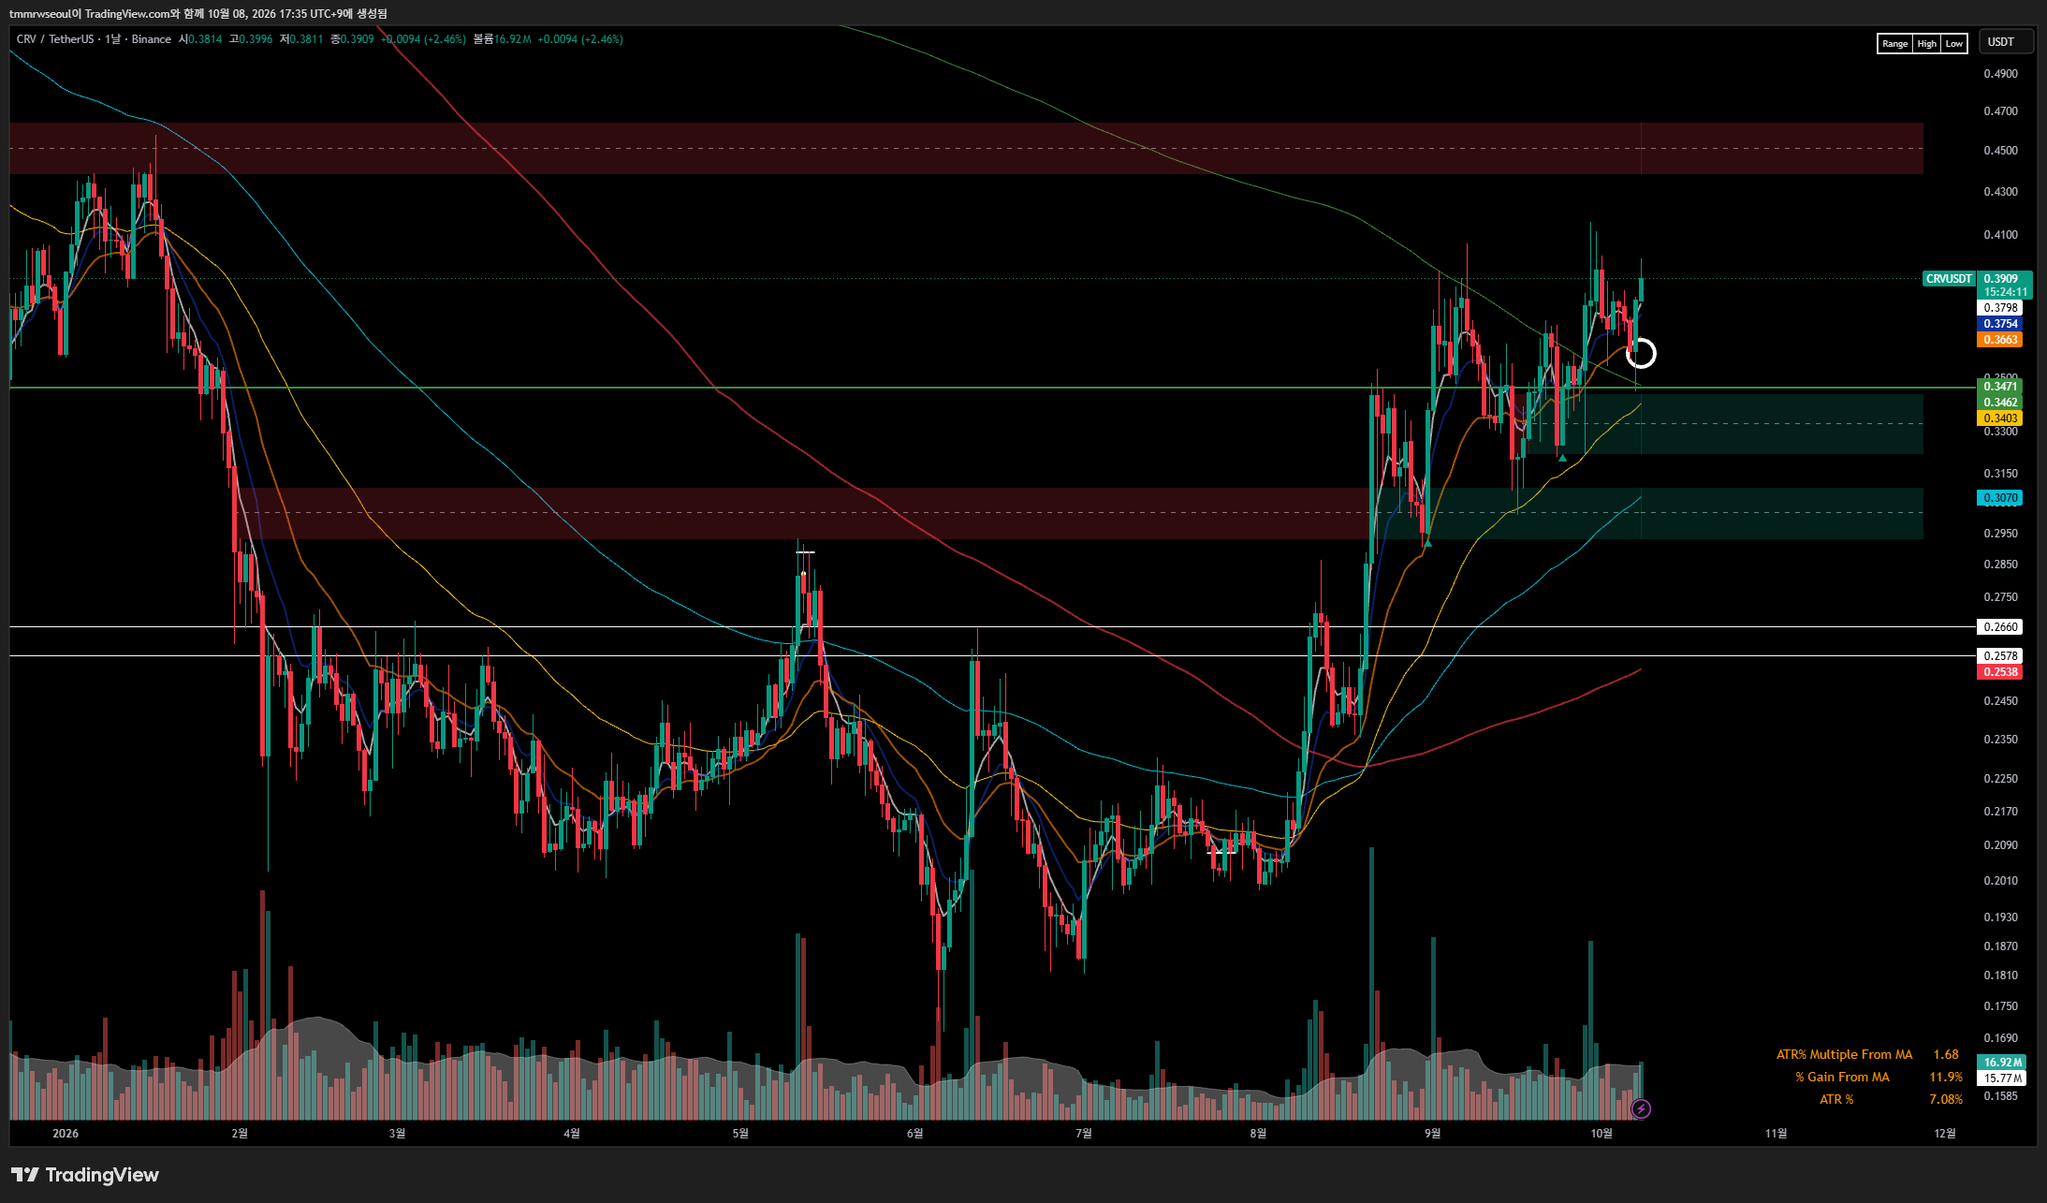 tmmrwseoul이 TradingView.com와 함께 10월 08, 2026 17:35 UTC+9에 생성됨
CRV / TetherUS · 1날 · Binance 시0.3814 고0.3996 저0.3811 종0.3909 +0.0094 (+2.46%) 볼륨16.92M +0.0094 (+2.46%)
Range High Low
USDT
0.4900
0.4700
0.4500
0.4300
0.4100
CRVUSDT 0.3909
15:24:11
0.3798
0.3754
0.3663
0.3500
0.3471
0.3462
0.3403
0.3300
0.3150
0.3070
0.2950
0.2850
0.2750
0.2660
0.2578
0.2538
0.2450
0.2350
0.2250
0.2170
0.2090
0.2010
0.1930
0.1870
0.1810
0.1750
0.1690
ATR% Multiple From MA 1.68
16.92M
% Gain From MA 11.9%
15.77M
ATR % 7.08%
0.1585
2026 2월 3월 4월 5월 6월 7월 8월 9월 10월 11월 12월
TradingView